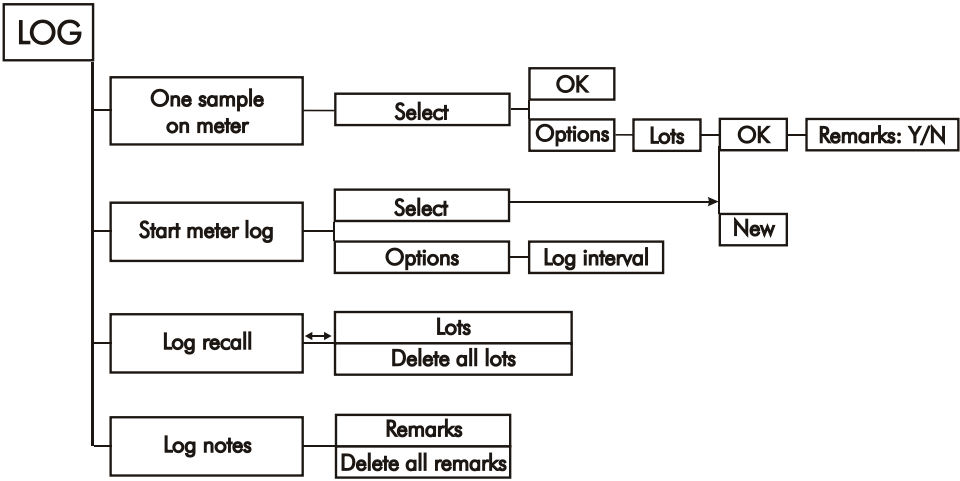 LOG
One sample
on meter
Select
OK
Options
Lots
OK
Remarks: Y/N
New
Start meter log
Select
Options
Log interval
Log recall
Lots
Delete all lots
Log notes
Remarks
Delete all remarks